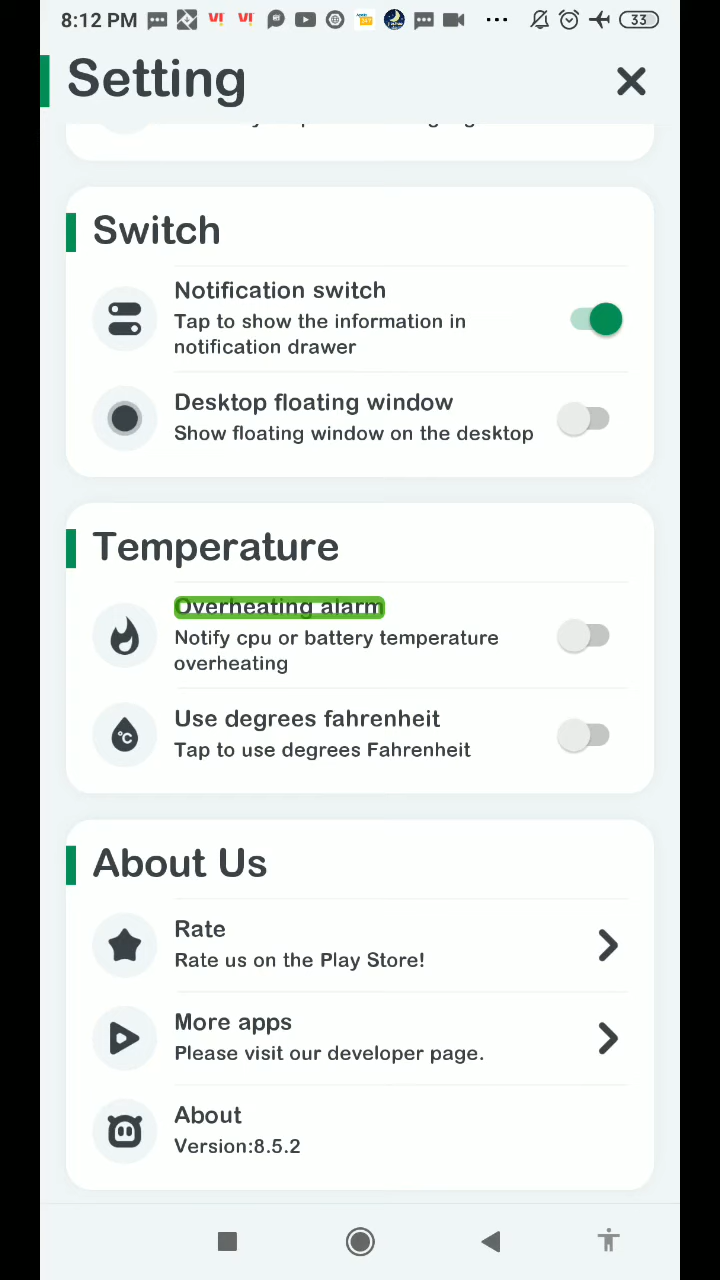 8:12 PM
33
Setting
Switch
Notification switch
Tap to show the information in
notification drawer
Desktop floating window
Show floating window on the desktop
Temperature
Overheating alarm
Notify cpu or battery temperature
overheating
Use degrees fahrenheit
Tap to use degrees Fahrenheit
°C
About Us
Rate
Rate us on the Play Store!
More apps
Please visit our developer page.
About
Version:8.5.2